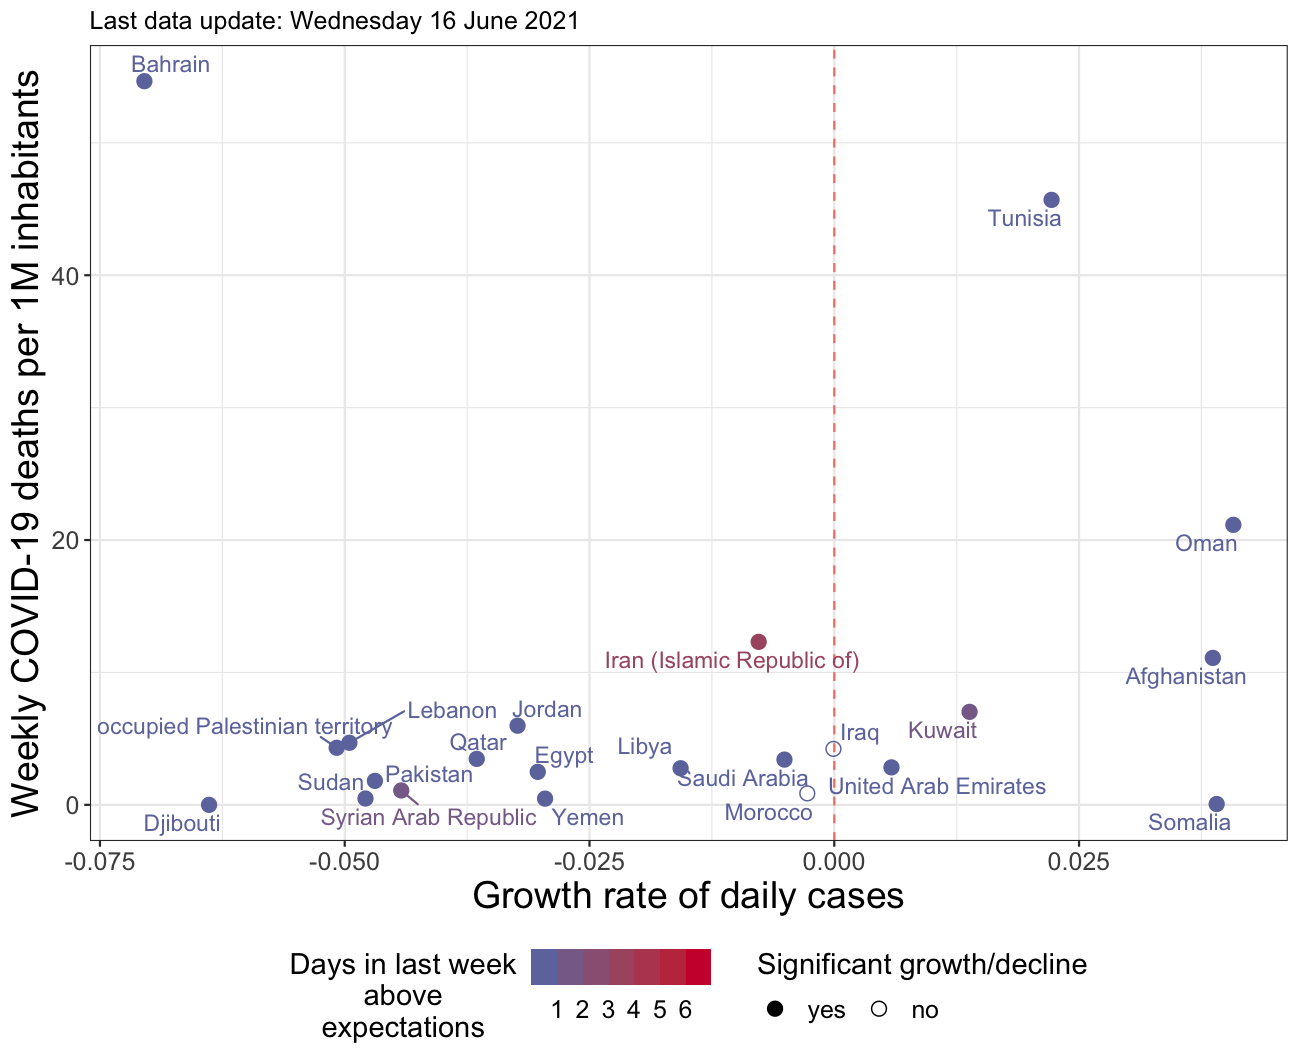 Last data update: Wednesday 16 June 2021
Weekly COVID-19 deaths per 1M inhabitants
Bahrain
Tunisia
40
20
Oman
Iran (Islamic Republic of)
Afghanistan
Lebanon
Jordan
occupied Palestinian territory
Iraq
Kuwait
Qatar
Libya
Egypt
Sudan
Pakistan
Saudi Arabia
United Arab Emirates
0
Djibouti
Syrian Arab Republic
Yemen
Morocco
Somalia
-0.075 -0.050 -0.025 0.000 0.025
Growth rate of daily cases
Days in last week
above
expectations
1 2 3 4 5 6
Significant growth/decline
yes no